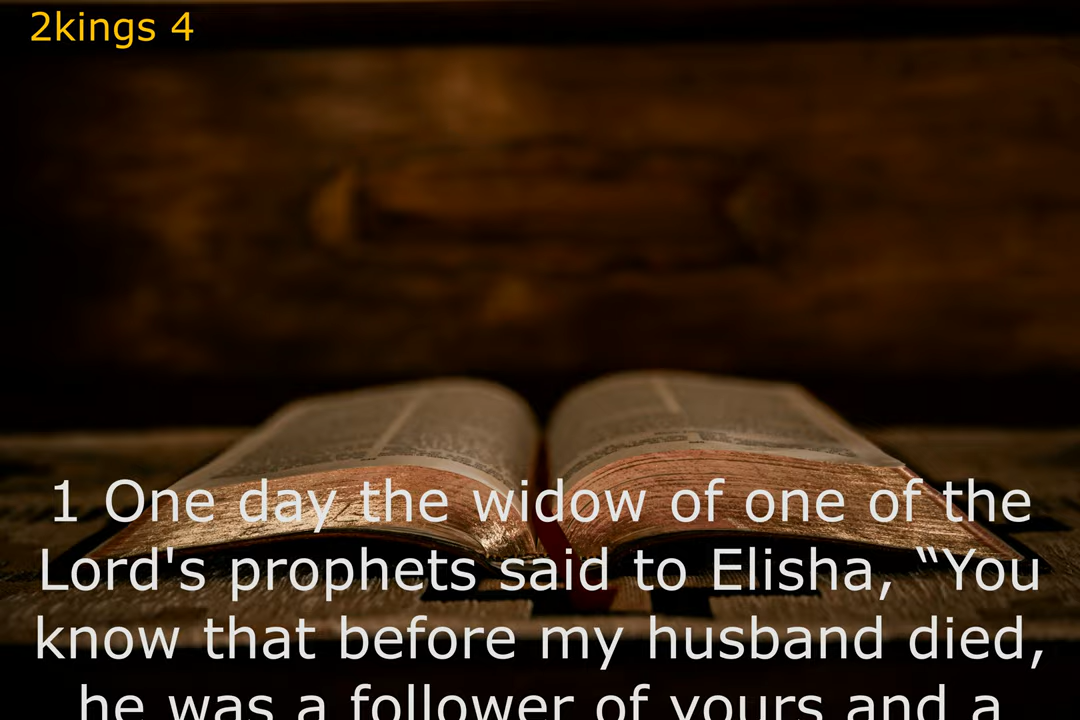 2kings 4
1 One day the widow of one of the
Lord's prophets said to Elisha, “You
know that before my husband died,
he was a follower of yours and a